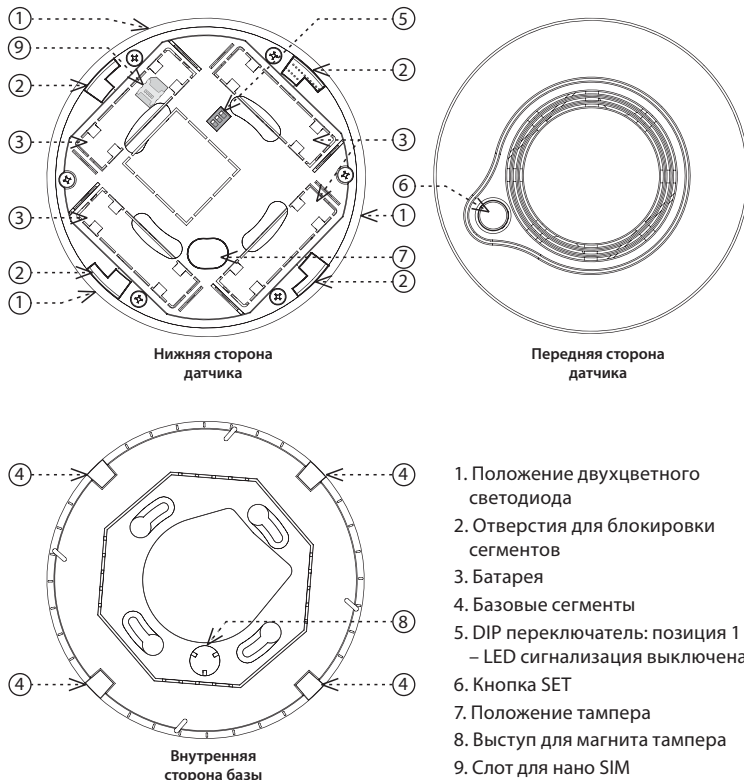 1
9
2
3
3
2
1
5
2
3
1
7
2
Нижняя сторона
датчика
6
Передняя сторона
датчика
4
4
8
4
4
Внутренняя
сторона базы
1. Положение двухцветного
светодиода
2. Отверстия для блокировки
сегментов
3. Батарея
4. Базовые сегменты
5. DIP переключатель: позиция 1
– LED сигнализация выключена
6. Кнопка SET
7. Положение тампера
8. Выступ для магнита тампера
9. Слот для нано SIM